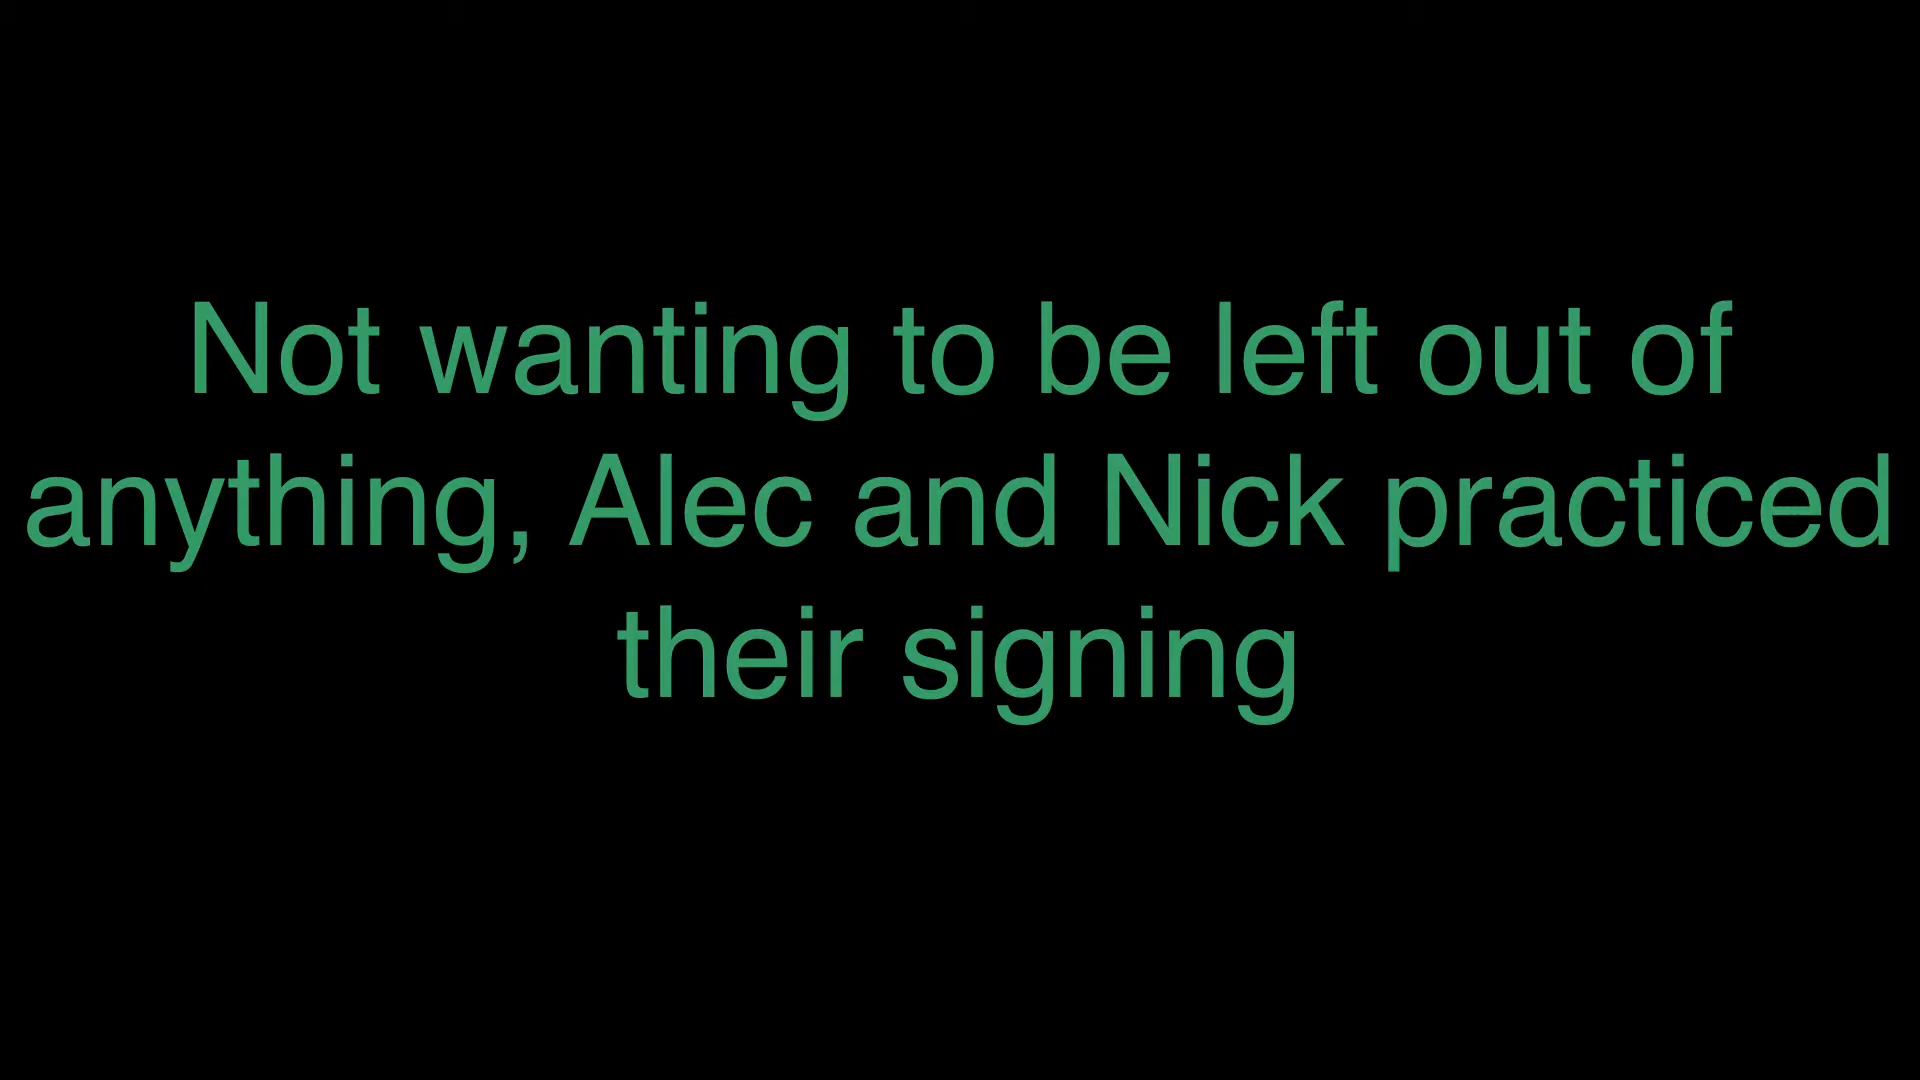 Not wanting to be left out of
anything, Alec and Nick practiced
their signing